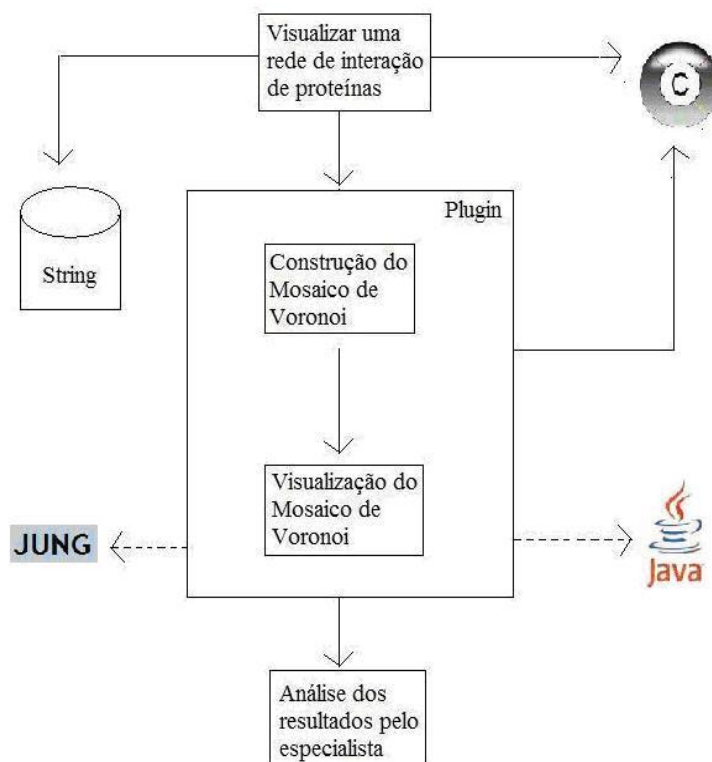 Visualizar uma
rede de interação
de proteínas
C
Plugin
String
Construção do
Mosaico de
Voronoi
Visualização do
Mosaico de
Voronoi
JUNG
Java
Análise dos
resultados pelo
especialista